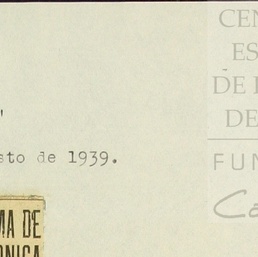 CEN
ES
DE
DE
sto de 1939.
FUN
MA DE
ONICA